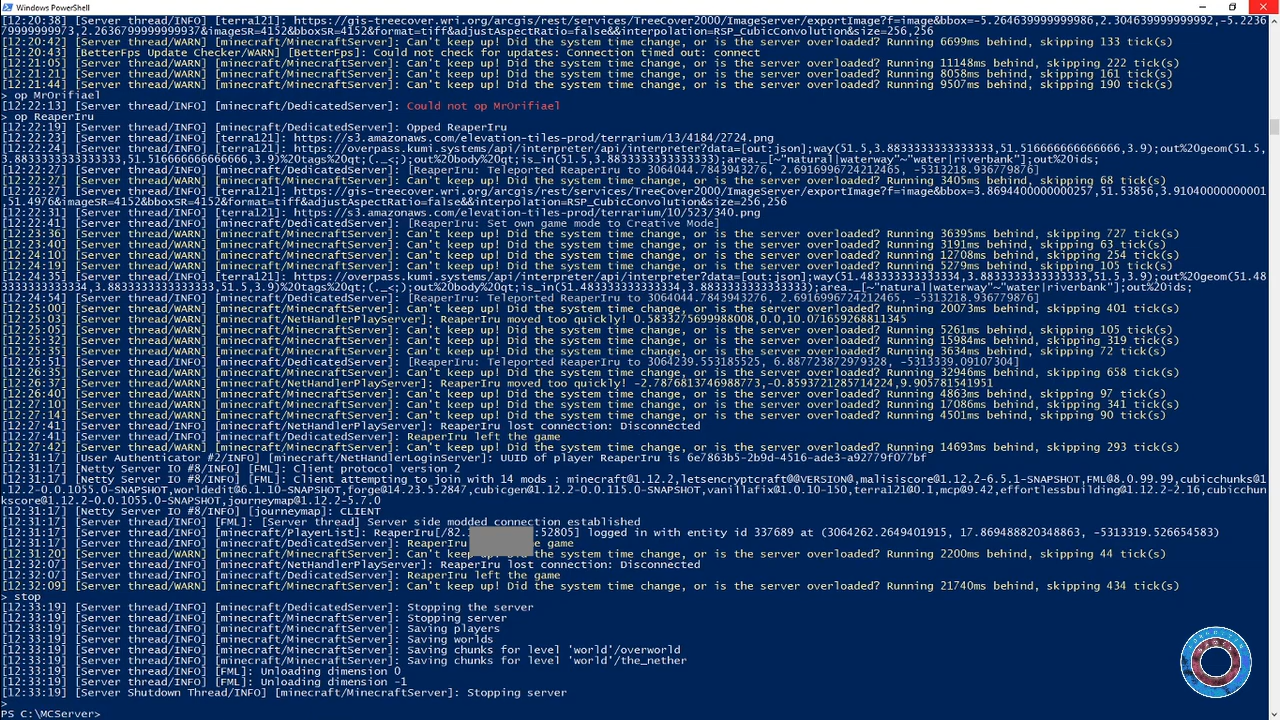 Windows PowerShell
[12:20:38] [Server thread/INFO] [terra121]: https://gis-treecover.wri.org/arcgis/rest/services/TreeCover2000/ImageServer/exportImage?f=image&bbox=-5.264639999999986,2.304639999999992,-5.2236
799999999973,2.263679999999937&imageSR=4152&bboxSR=4152&format=tiff&adjustAspectRatio=false&&interpolation=RSP_CubicConvolution&size=256,256
[12:20:42] [Server thread/WARN] [minecraft/MinecraftServer]: Can't keep up! Did the system time change, or is the server overloaded? Running 6699ms behind, skipping 133 tick(s)
[12:20:43] [BetterFps Update Checker/WARN] [BetterFps]: Could not check for updates: Connection timed out: connect
[12:21:05] [Server thread/WARN] [minecraft/MinecraftServer]: Can't keep up! Did the system time change, or is the server overloaded? Running 11148ms behind, skipping 222 tick(s)
[12:21:21] [Server thread/WARN] [minecraft/MinecraftServer]: Can't keep up! Did the system time change, or is the server overloaded? Running 8058ms behind, skipping 161 tick(s)
[12:21:44] [Server thread/WARN] [minecraft/MinecraftServer]: Can't keep up! Did the system time change, or is the server overloaded? Running 9507ms behind, skipping 190 tick(s)
> op MrOrifiael
[12:22:13] [Server thread/INFO] [minecraft/DedicatedServer]: Could not op MrOrifiael
> op ReaperIru
[12:22:19] [Server thread/INFO] [minecraft/DedicatedServer]: Opped ReaperIru
[12:22:23] [Server thread/INFO] [terra121]: https://s3.amazonaws.com/elevation-tiles-prod/terrarium/13/4184/2724.png
[12:22:24] [Server thread/INFO] [terra121]: https://overpass.kumi.systems/api/interpreter/api/interpreter?data=[out:json];way(51.5,3.8833333333333333,51.516666666666666,3.9);out%20geom(51.5,
3.8833333333333333,51.516666666666666,3.9)%20tags%20qt;(._<;);out%20body%20qt;is_in(51.5,3.8833333333333333);area._[~"natural|waterway"~"water|riverbank"];out%20ids;
[12:22:27] [Server thread/INFO] [minecraft/DedicatedServer]: [ReaperIru: Teleported ReaperIru to 3064044.7843943276, 2.6916996724212465, -5313218.936779876]
[12:22:27] [Server thread/WARN] [minecraft/MinecraftServer]: Can't keep up! Did the system time change, or is the server overloaded? Running 3405ms behind, skipping 68 tick(s)
[12:22:27] [Server thread/INFO] [terra121]: https://gis-treecover.wri.org/arcgis/rest/services/TreeCover2000/ImageServer/exportImage?f=image&bbox=3.869440000000257,51.53856,3.91040000000001
,51.4976&imageSR=4152&bboxSR=4152&format=tiff&adjustAspectRatio=false&&interpolation=RSP_CubicConvolution&size=256,256
[12:22:31] [Server thread/INFO] [terra121]: https://s3.amazonaws.com/elevation-tiles-prod/terrarium/10/523/340.png
[12:22:41] [Server thread/INFO] [minecraft/DedicatedServer]: [ReaperIru: Set own game mode to Creative Mode]
[12:23:36] [Server thread/WARN] [minecraft/MinecraftServer]: Can't keep up! Did the system time change, or is the server overloaded? Running 36395ms behind, skipping 727 tick(s)
[12:23:40] [Server thread/WARN] [minecraft/MinecraftServer]: Can't keep up! Did the system time change, or is the server overloaded? Running 3191ms behind, skipping 63 tick(s)
[12:24:10] [Server thread/WARN] [minecraft/MinecraftServer]: Can't keep up! Did the system time change, or is the server overloaded? Running 12708ms behind, skipping 254 tick(s)
[12:24:19] [Server thread/WARN] [minecraft/MinecraftServer]: Can't keep up! Did the system time change, or is the server overloaded? Running 5279ms behind, skipping 105 tick(s)
[12:24:35] [Server thread/INFO] [terra121]: https://overpass.kumi.systems/api/interpreter/api/interpreter?data=[out:json];way(51.483333333333334,3.8833333333333333,51.5,3.9);out%20geom(51.48
3333333333334,3.8833333333333333,51.5,3.9)%20tags%20qt;(._<;);out%20body%20qt;is_in(51.483333333333334,3.8833333333333333);area._[~"natural|waterway"~"water|riverbank"];out%20ids;
[12:24:54] [Server thread/INFO] [minecraft/DedicatedServer]: [ReaperIru: Teleported ReaperIru to 3064044.7843943276, 2.6916996724212465, -5313218.936779876]
[12:25:00] [Server thread/WARN] [minecraft/MinecraftServer]: Can't keep up! Did the system time change, or is the server overloaded? Running 20073ms behind, skipping 401 tick(s)
[12:25:03] [Server thread/WARN] [minecraft/NetHandlerPlayServer]: ReaperIru moved too quickly! 0.583327569988008,0.0,10.071659268811345
[12:25:05] [Server thread/WARN] [minecraft/MinecraftServer]: Can't keep up! Did the system time change, or is the server overloaded? Running 5261ms behind, skipping 105 tick(s)
[12:25:32] [Server thread/WARN] [minecraft/MinecraftServer]: Can't keep up! Did the system time change, or is the server overloaded? Running 15984ms behind, skipping 319 tick(s)
[12:25:35] [Server thread/WARN] [minecraft/MinecraftServer]: Can't keep up! Did the system time change, or is the server overloaded? Running 3634ms behind, skipping 72 tick(s)
[12:25:51] [Server thread/INFO] [minecraft/DedicatedServer]: [ReaperIru: Teleported ReaperIru to 3064239.553185525, 6.887723872979328, -5313339.09107304]
[12:26:35] [Server thread/WARN] [minecraft/MinecraftServer]: Can't keep up! Did the system time change, or is the server overloaded? Running 32946ms behind, skipping 658 tick(s)
[12:26:37] [Server thread/WARN] [minecraft/NetHandlerPlayServer]: ReaperIru moved too quickly! -2.7876813746988773,-0.8593721285714224,9.905781541951
[12:26:40] [Server thread/WARN] [minecraft/MinecraftServer]: Can't keep up! Did the system time change, or is the server overloaded? Running 4863ms behind, skipping 97 tick(s)
[12:27:10] [Server thread/WARN] [minecraft/MinecraftServer]: Can't keep up! Did the system time change, or is the server overloaded? Running 17086ms behind, skipping 341 tick(s)
[12:27:14] [Server thread/WARN] [minecraft/MinecraftServer]: Can't keep up! Did the system time change, or is the server overloaded? Running 4501ms behind, skipping 90 tick(s)
[12:27:41] [Server thread/INFO] [minecraft/NetHandlerPlayServer]: ReaperIru lost connection: Disconnected
[12:27:41] [Server thread/INFO] [minecraft/DedicatedServer]: ReaperIru left the game
[12:27:42] [Server thread/WARN] [minecraft/MinecraftServer]: Can't keep up! Did the system time change, or is the server overloaded? Running 14693ms behind, skipping 293 tick(s)
[12:31:17] [User Authenticator #2/INFO] [minecraft/NetHandlerLoginServer]: UUID of player ReaperIru is 6e7863b5-2b9d-4516-ade3-a92779f077bf
[12:31:17] [Netty Server IO #8/INFO] [FML]: Client protocol version 2
[12:31:17] [Netty Server IO #8/INFO] [FML]: Client attempting to join with 14 mods : minecraft@1.12.2,letsencryptcraft@@VERSION@,malisiscore@1.12.2-6.5.1-SNAPSHOT,FML@8.0.99.99,cubicchunks@1
.12.2-0.0.1055.0-SNAPSHOT,worldedit@6.1.10-SNAPSHOT,forge@14.23.5.2847,cubicgen@1.12.2-0.0.115.0-SNAPSHOT,vanillafix@1.0.10-150,terra121@0.1,mcp@9.42,effortlessbuilding@1.12.2-2.16,cubicchun
kscore@1.12.2-0.0.1055.0-SNAPSHOT,journeymap@1.12.2-5.7.0
[12:31:17] [Netty Server IO #8/INFO] [journeymap]: CLIENT
[12:31:17] [Server thread/INFO] [FML]: [Server thread] Server side modded connection established
[12:31:17] [Server thread/INFO] [minecraft/PlayerList]: ReaperIru[/82. :52805] logged in with entity id 337689 at (3064262.2649401915, 17.869488820348863, -5313319.526654583)
[12:31:17] [Server thread/INFO] [minecraft/DedicatedServer]: ReaperIru e game
[12:31:20] [Server thread/WARN] [minecraft/MinecraftServer]: Can't keep up! Did the system time change, or is the server overloaded? Running 2200ms behind, skipping 44 tick(s)
[12:32:07] [Server thread/INFO] [minecraft/NetHandlerPlayServer]: ReaperIru lost connection: Disconnected
[12:32:07] [Server thread/INFO] [minecraft/DedicatedServer]: ReaperIru left the game
[12:32:09] [Server thread/WARN] [minecraft/MinecraftServer]: Can't keep up! Did the system time change, or is the server overloaded? Running 21740ms behind, skipping 434 tick(s)
> stop
[12:33:19] [Server thread/INFO] [minecraft/DedicatedServer]: Stopping the server
[12:33:19] [Server thread/INFO] [minecraft/MinecraftServer]: Stopping server
[12:33:19] [Server thread/INFO] [minecraft/MinecraftServer]: Saving players
[12:33:19] [Server thread/INFO] [minecraft/MinecraftServer]: Saving worlds
[12:33:19] [Server thread/INFO] [minecraft/MinecraftServer]: Saving chunks for level 'world'/overworld
[12:33:19] [Server thread/INFO] [minecraft/MinecraftServer]: Saving chunks for level 'world'/the_nether
[12:33:19] [Server thread/INFO] [FML]: Unloading dimension 0
[12:33:19] [Server thread/INFO] [FML]: Unloading dimension -1
[12:33:19] [Server Shutdown Thread/INFO] [minecraft/MinecraftServer]: Stopping server
>
PS C:\MCServer>